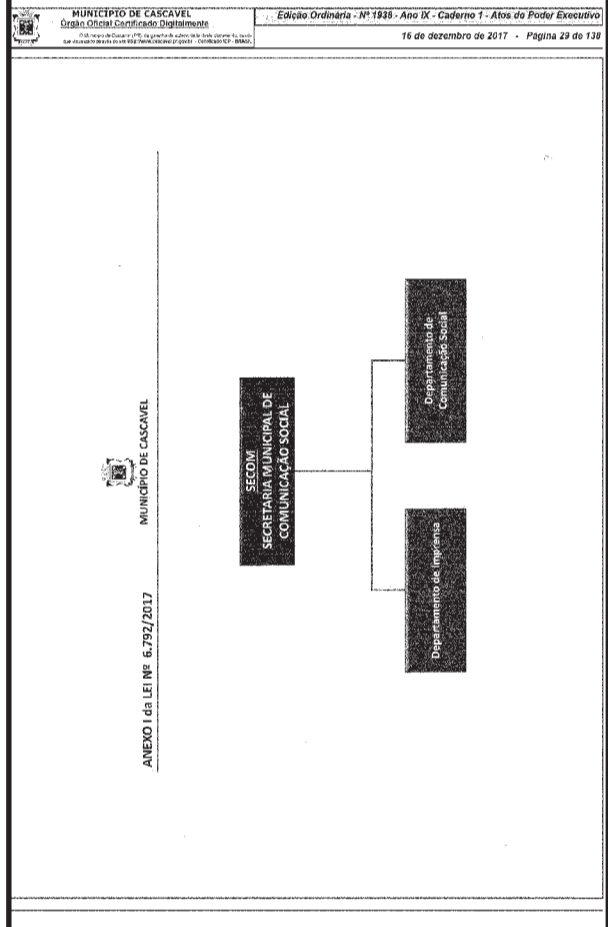 MUNICÍPIO DE CASCAVEL
Órgão Oficial Certificado Digitalmente
Edição Ordinária - Nº 1938 - Ano IX - Caderno 1 - Atos do Poder Executivo
16 de dezembro de 2017 - Página 29 de 138
ANEXO I da LEI Nº 6.792/2017
MUNICÍPIO DE CASCAVEL
SECOM
SECRETARIA MUNICIPAL DE
COMUNICAÇÃO SOCIAL
Departamento de Imprensa
Departamento de
Comunicação Social